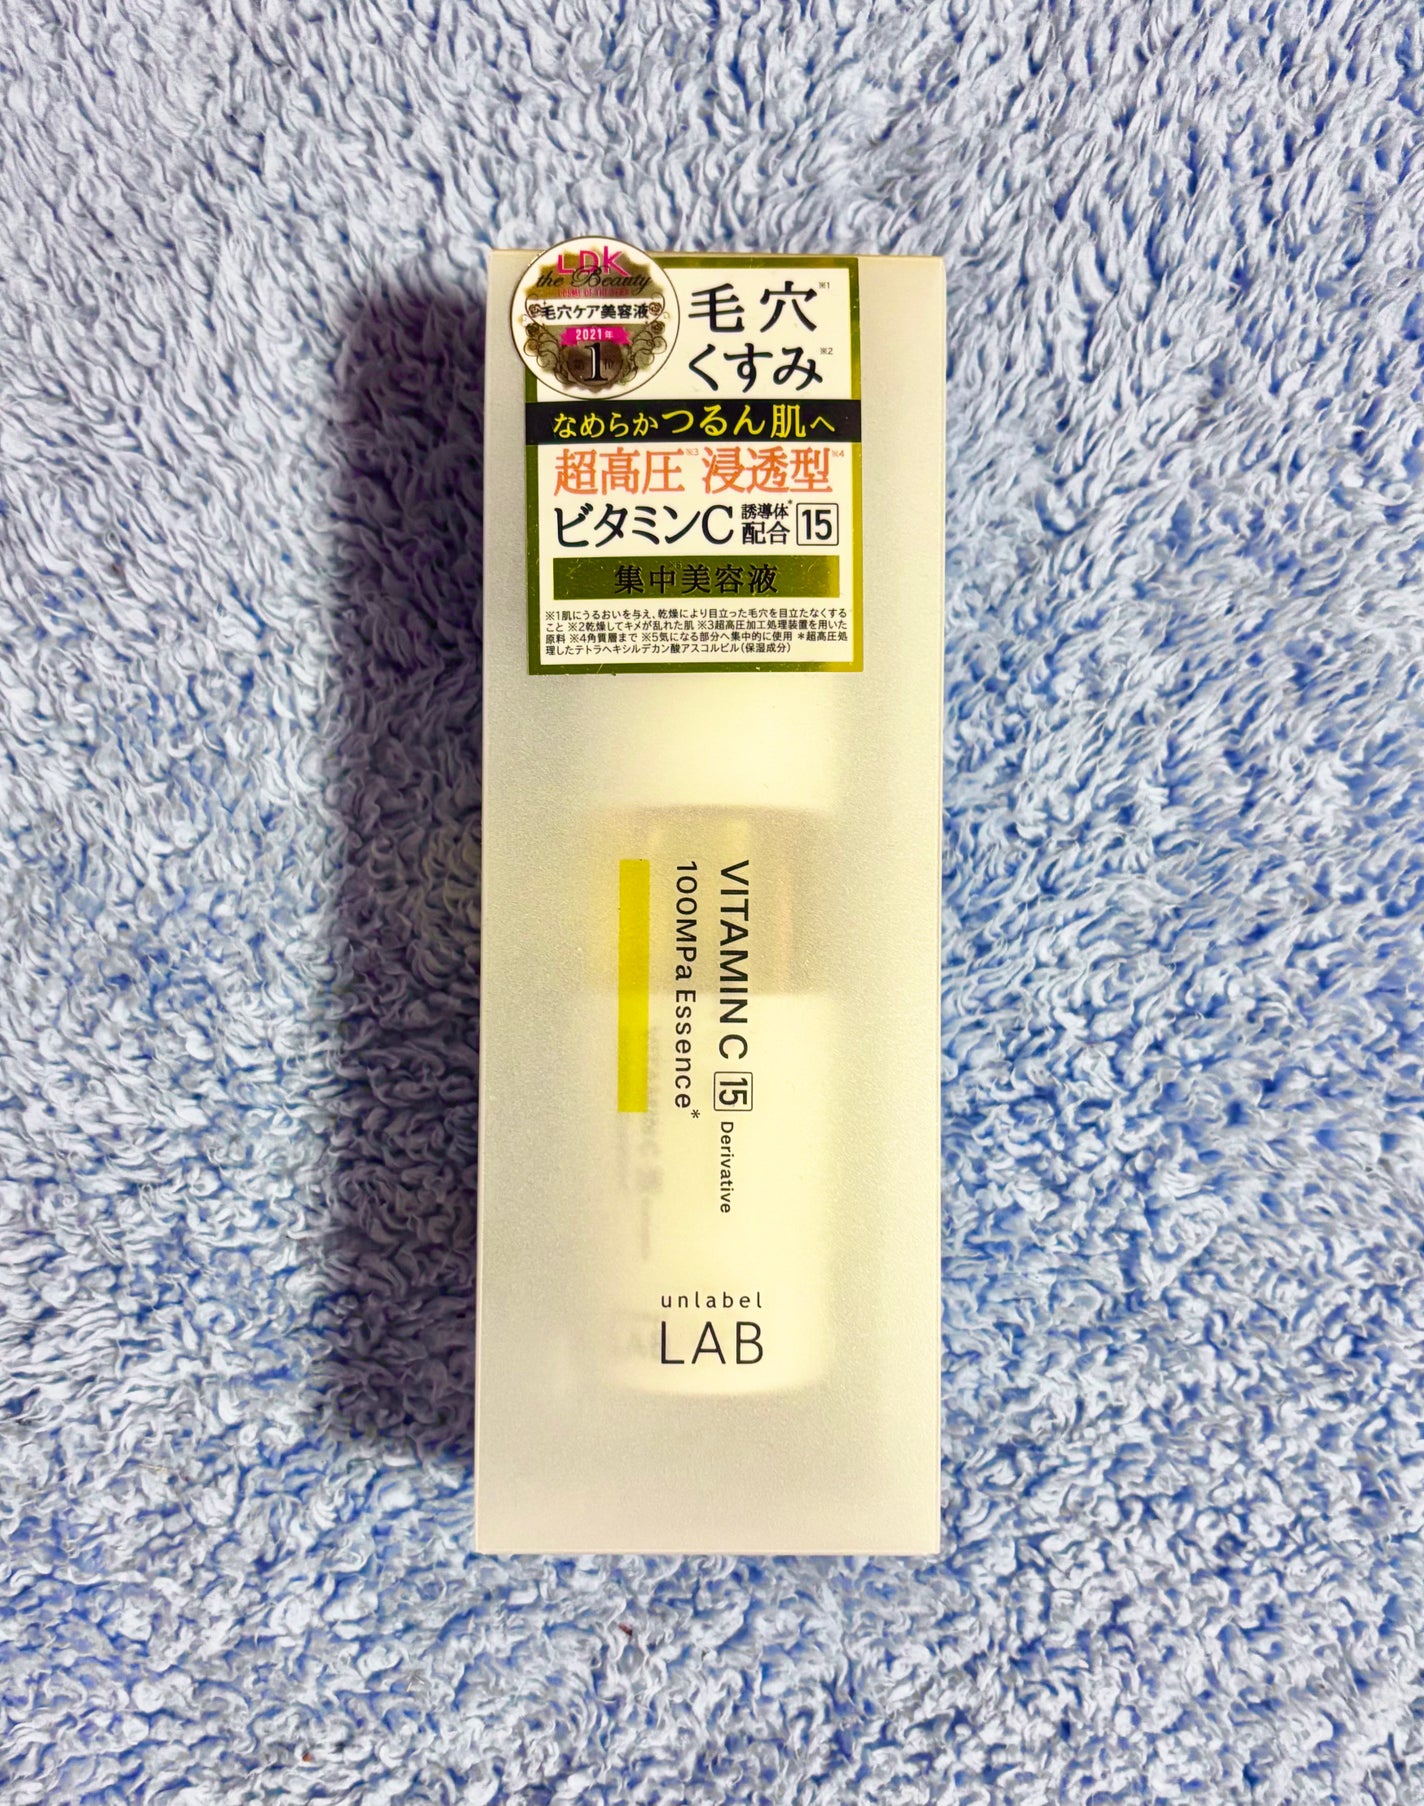 LDK
the Beauty
毛穴ケア美容液
2021年
1
毛穴※1
くすみ※2
なめらかつるん肌へ
超高圧※3 浸透型※4
ビタミンC誘導体*配合 15
集中美容液
※1肌にうるおいを与え、乾燥により目立った毛穴を目立たなくする
こと ※2乾燥してキメが乱れた肌 ※3超高圧加工処理装置を用いた
原料 ※4角質層まで ※5気になる部分へ集中的に使用 *超高圧処
理したテトラヘキシルデカン酸アスコルビル(保湿成分)
VITAMIN C 15 Derivative
100MPa Essence*
unlabel
LAB